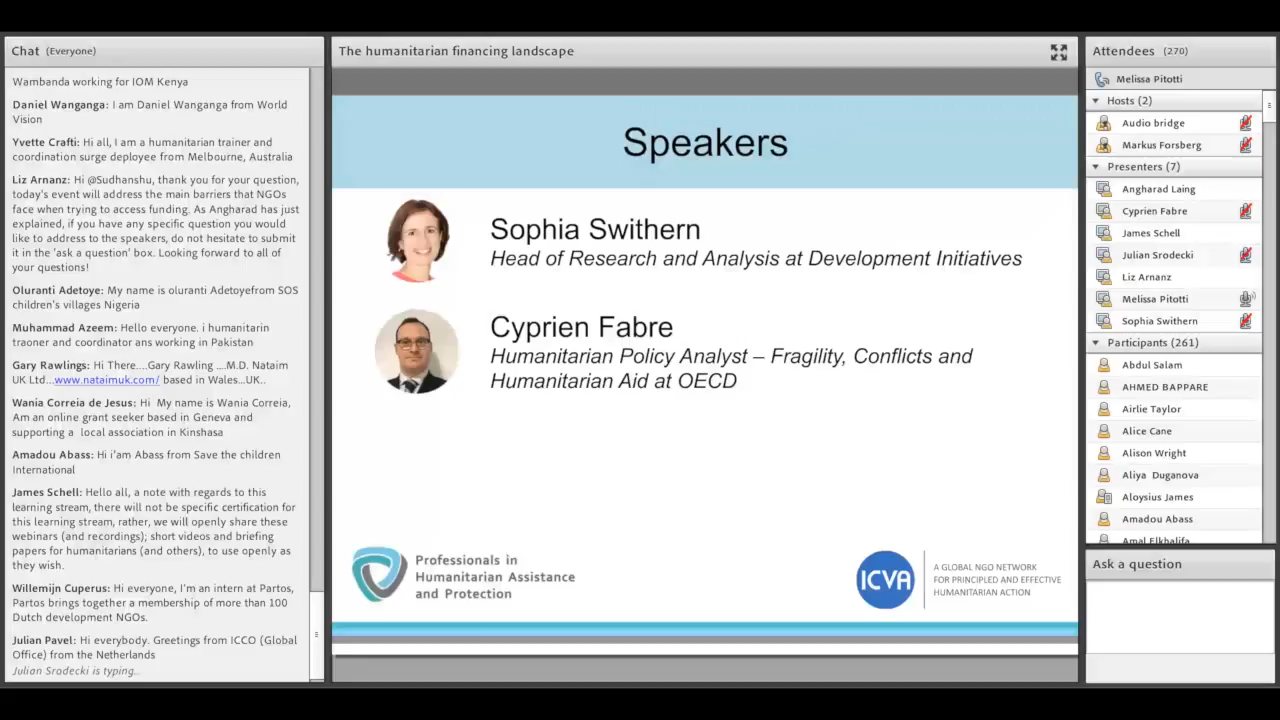 Chat (Everyone)
Wambanda working for IOM Kenya
Daniel Wanganga: I am Daniel Wanganga from World
Vision
Yvette Crafti: Hi all, I am a humanitarian trainer and
coordination surge deployee from Melbourne, Australia
Liz Arnanz: Hi @Sudhanshu, thank you for your question,
today's event will address the main barriers that NGOs
face when trying to access funding. As Angharad has just
explained, if you have any specific question you would
like to address to the speakers, do not hesitate to submit
it in the 'ask a question' box. Looking forward to all of
your questions!
Oluranti Adetoye: My name is oluranti Adetoyefrom SOS
children's villages Nigeria
Muhammad Azeem: Hello everyone. i humanitarin
traoner and coordinator ans working in Pakistan
Gary Rawlings: Hi There....Gary Rawling ....M.D. Nataim
UK Ltd...www.nataimuk.com/ based in Wales...UK..
Wania Correia de Jesus: Hi My name is Wania Correia,
Am an online grant seeker based in Geneva and
supporting a local association in Kinshasa
Amadou Abass: Hi i'am Abass from Save the children
International
James Schell: Hello all, a note with regards to this
learning stream, there will not be specific certification for
this learning stream, rather, we will openly share these
webinars (and recordings); short videos and briefing
papers for humanitarians (and others), to use openly as
they wish.
Willemijn Cuperus: Hi everyone, I'm an intern at Partos,
Partos brings together a membership of more than 100
Dutch development NGOs.
Julian Pavel: Hi everybody. Greetings from ICCO (Global
Office) from the Netherlands
Julian Srodecki is typing...
The humanitarian financing landscape
Speakers
Sophia Swithern
Head of Research and Analysis at Development Initiatives
Cyprien Fabre
Humanitarian Policy Analyst – Fragility, Conflicts and
Humanitarian Aid at OECD
Professionals in
Humanitarian Assistance
and Protection
ICVA
A GLOBAL NGO NETWORK
FOR PRINCIPLED AND EFFECTIVE
HUMANITARIAN ACTION
Attendees (270)
Melissa Pitotti
Hosts (2)
Audio bridge
Markus Forsberg
Presenters (7)
Angharad Laing
Cyprien Fabre
James Schell
Julian Srodecki
Liz Arnanz
Melissa Pitotti
Sophia Swithern
Participants (261)
Abdul Salam
AHMED BAPPARE
Airlie Taylor
Alice Cane
Alison Wright
Aliya Duganova
Aloysius James
Amadou Abass
Amal Elkhalifa
Ask a question